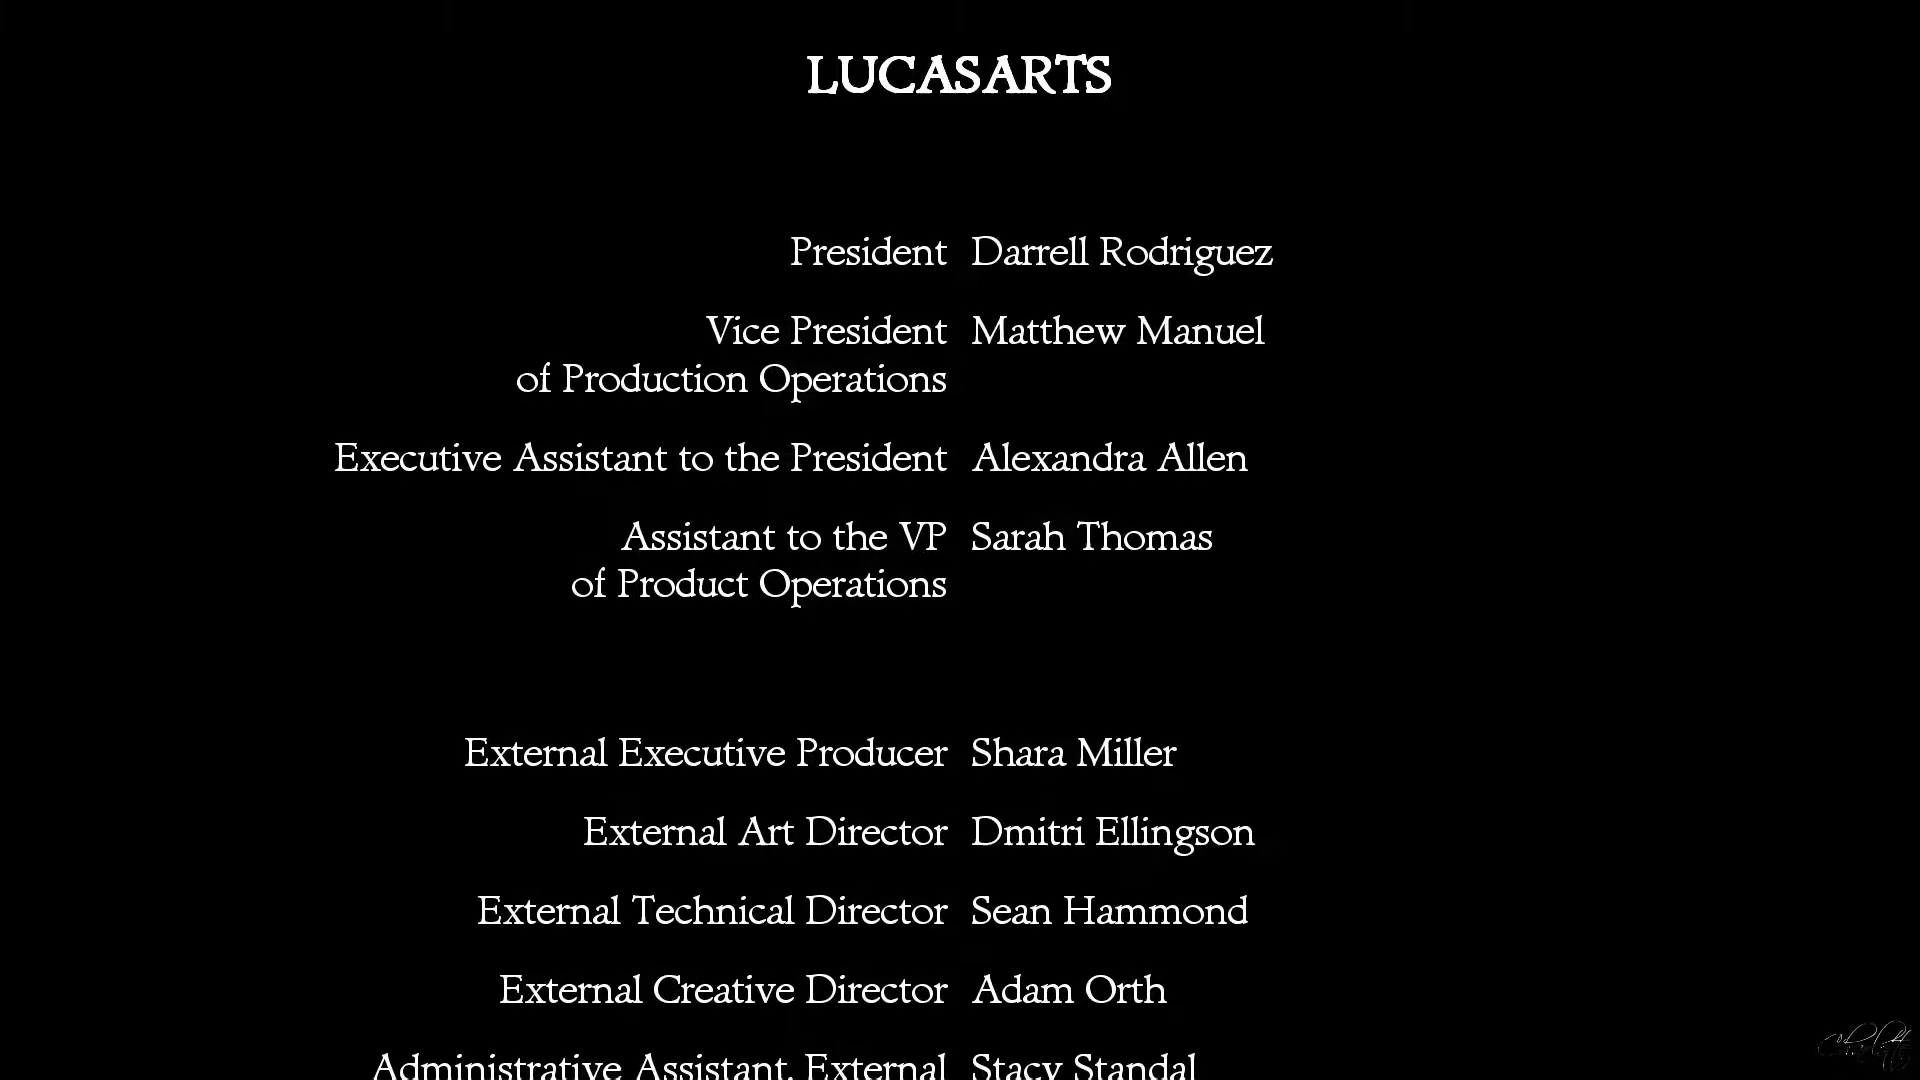 LUCASARTS
President Darrell Rodriguez
Vice President Matthew Manuel
of Production Operations
Executive Assistant to the President Alexandra Allen
Assistant to the VP Sarah Thomas
of Product Operations
External Executive Producer Shara Miller
External Art Director Dmitri Ellingson
External Technical Director Sean Hammond
External Creative Director Adam Orth
Administrative Assistant, External Stacy Standal